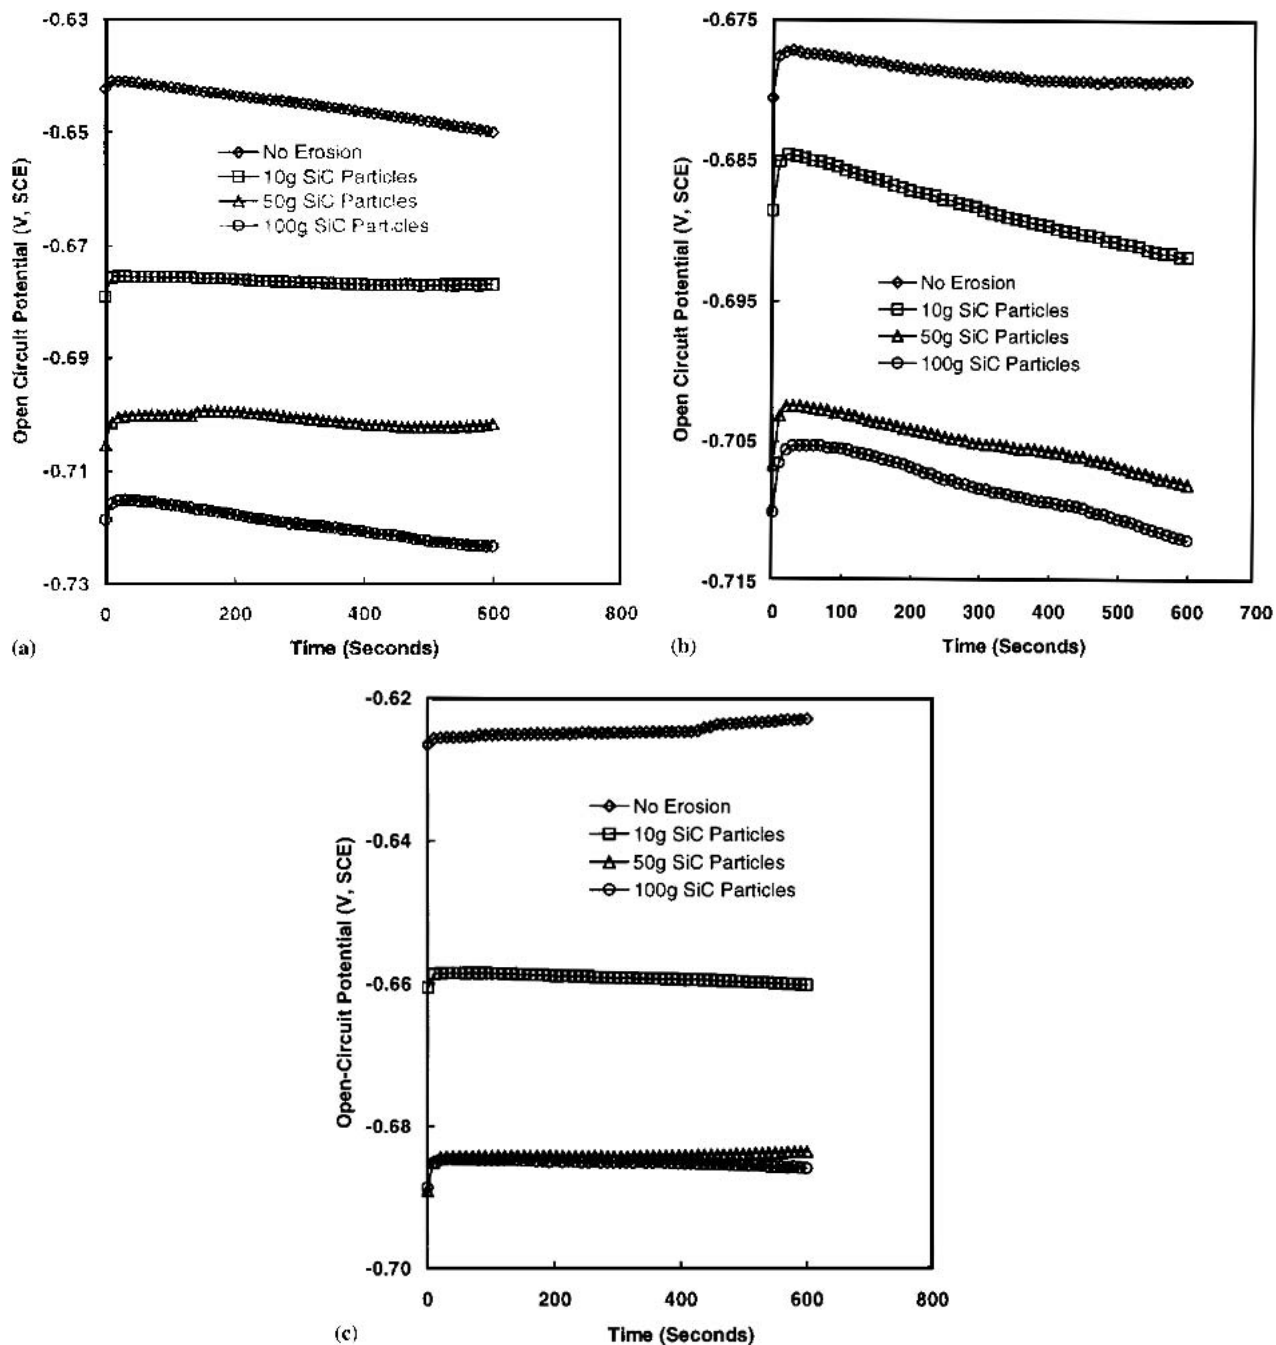 -0.63
-0.65
-0.67
-0.69
-0.71
-0.73
Open Circuit Potential (V, SCE)
No Erosion
10g SiC Particles
50g SiC Particles
100g SiC Particles
0 200 400 600 800
Time (Seconds)
(a)
-0.675
-0.685
-0.695
-0.705
-0.715
Open Circuit Potential (V, SCE)
No Erosion
10g SiC Particles
50g SiC Particles
100g SiC Particles
0 100 200 300 400 500 600 700
Time (Seconds)
(b)
-0.62
-0.64
-0.66
-0.68
-0.70
Open-Circuit Potential (V, SCE)
No Erosion
10g SiC Particles
50g SiC Particles
100g SiC Particles
0 200 400 600 800
Time (Seconds)
(c)